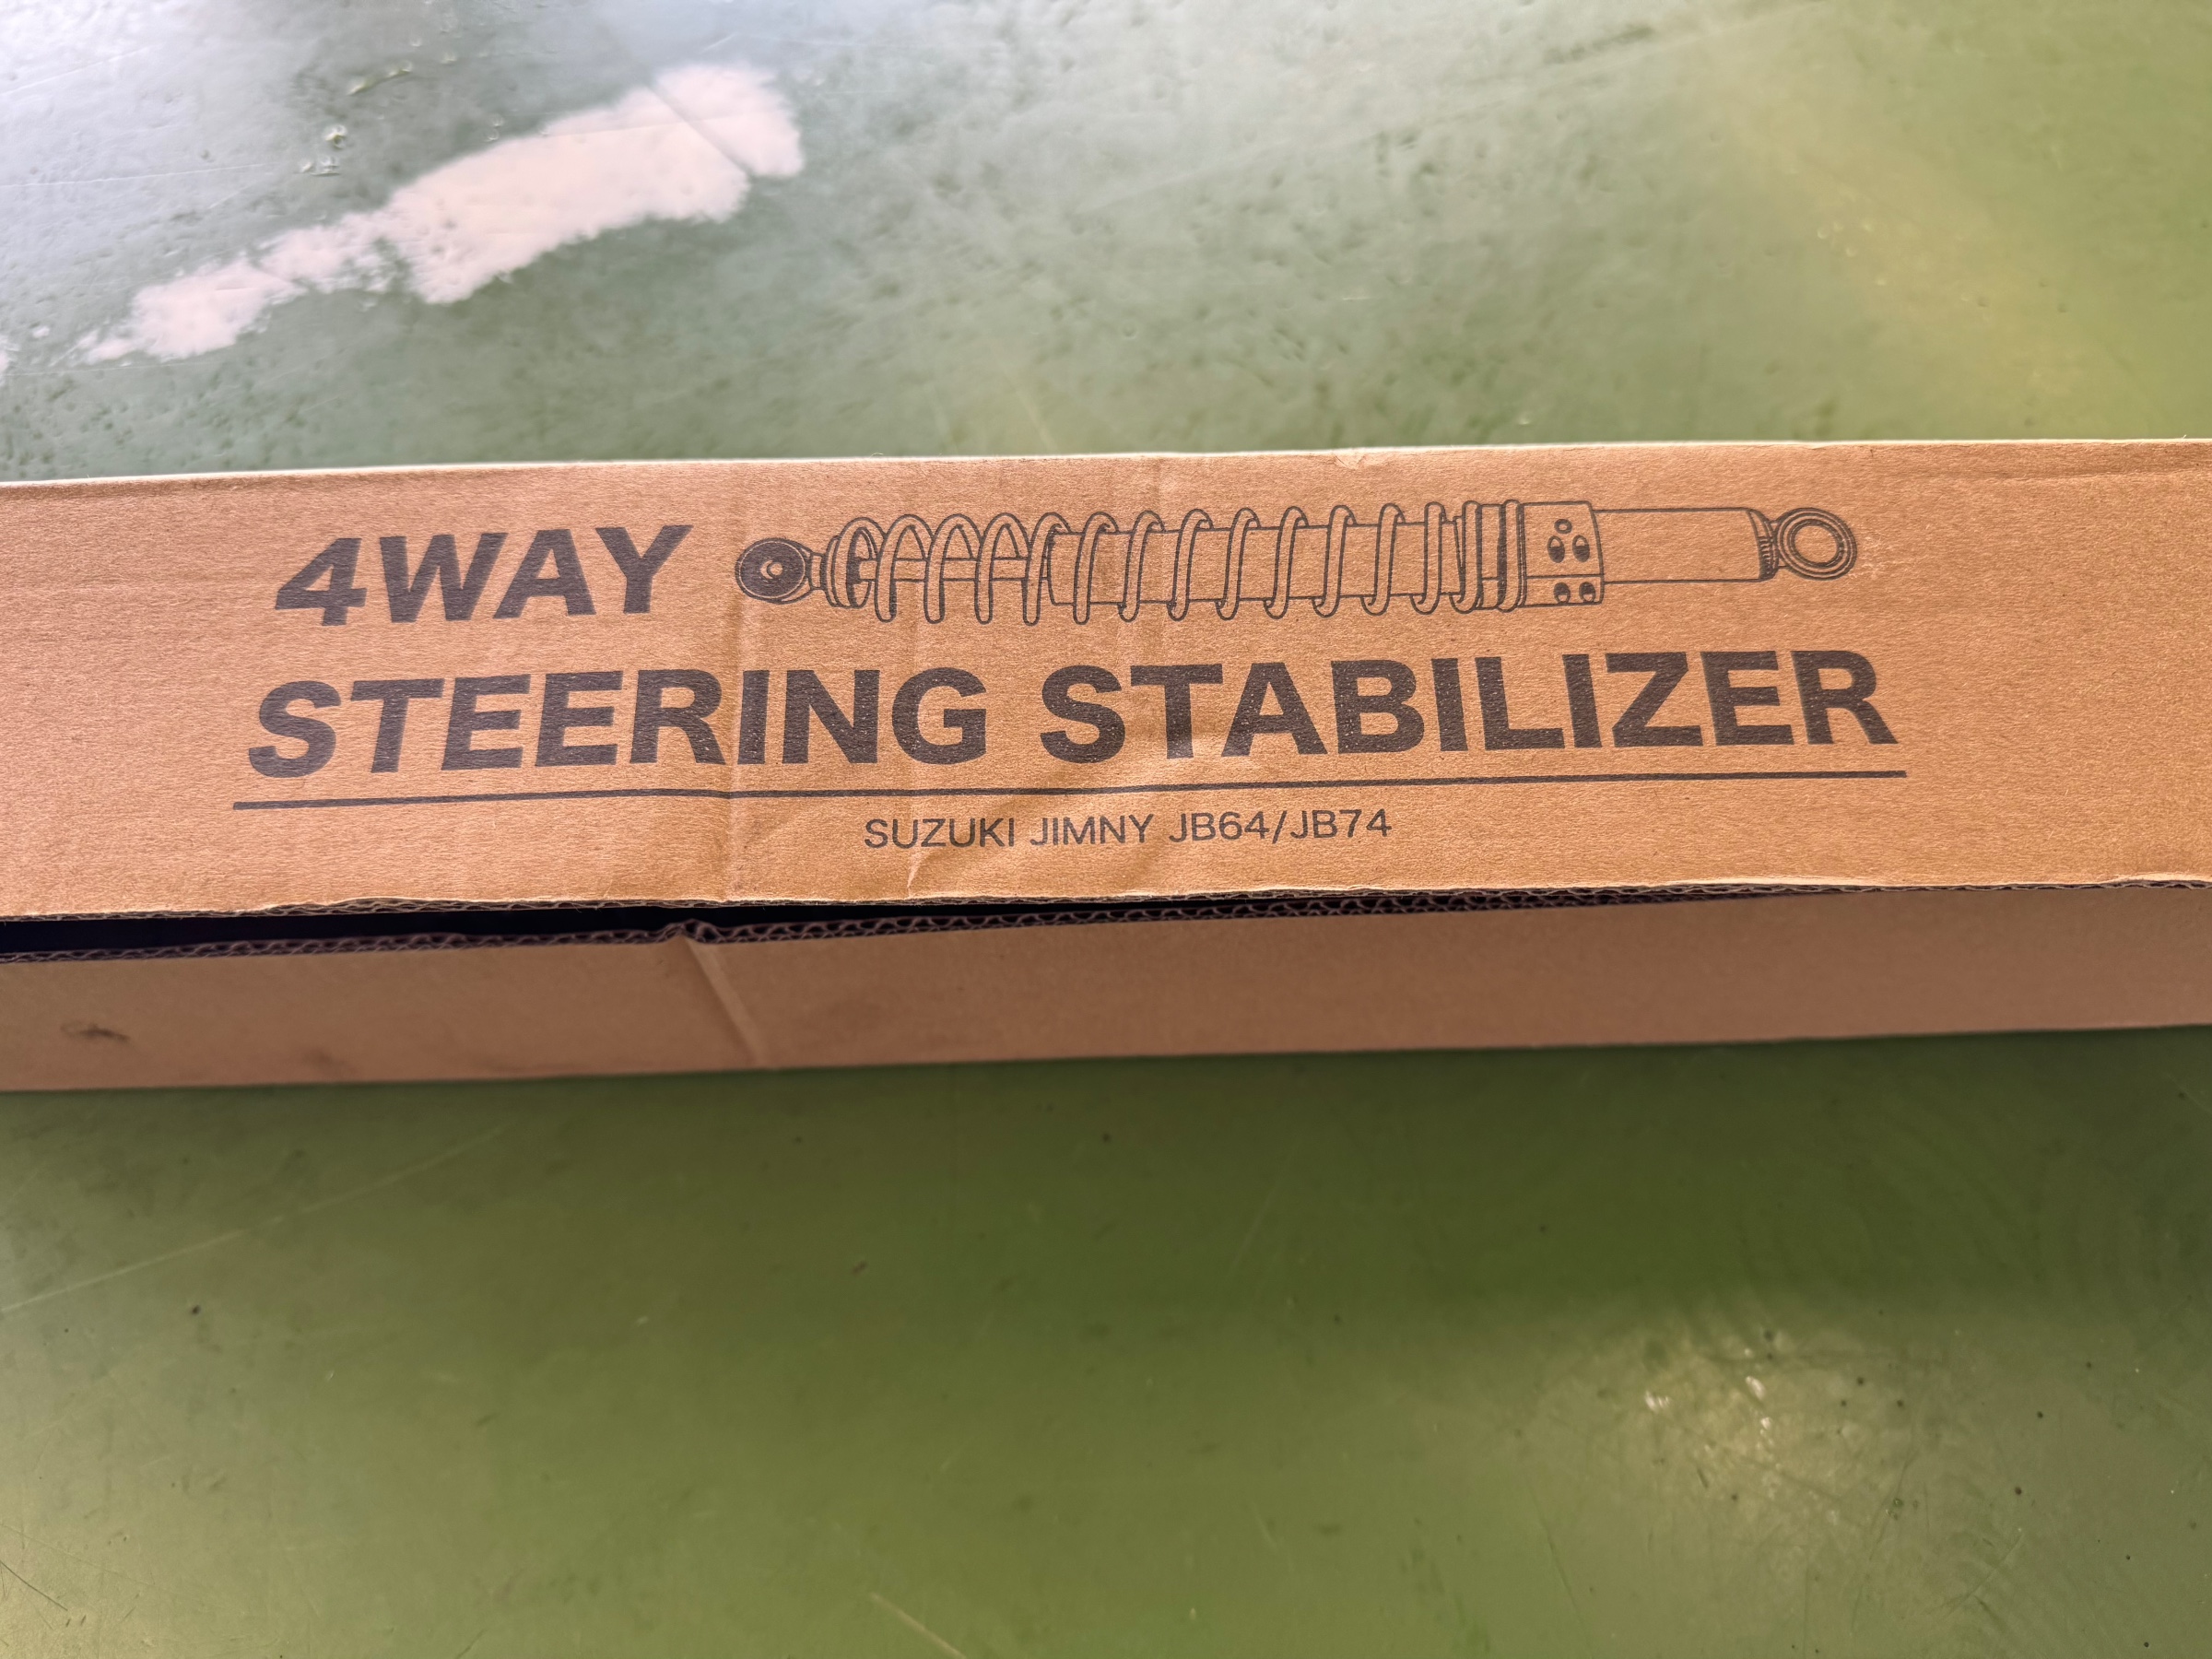 4WAY
STEERING STABILIZER
SUZUKI JIMNY JB64/JB74